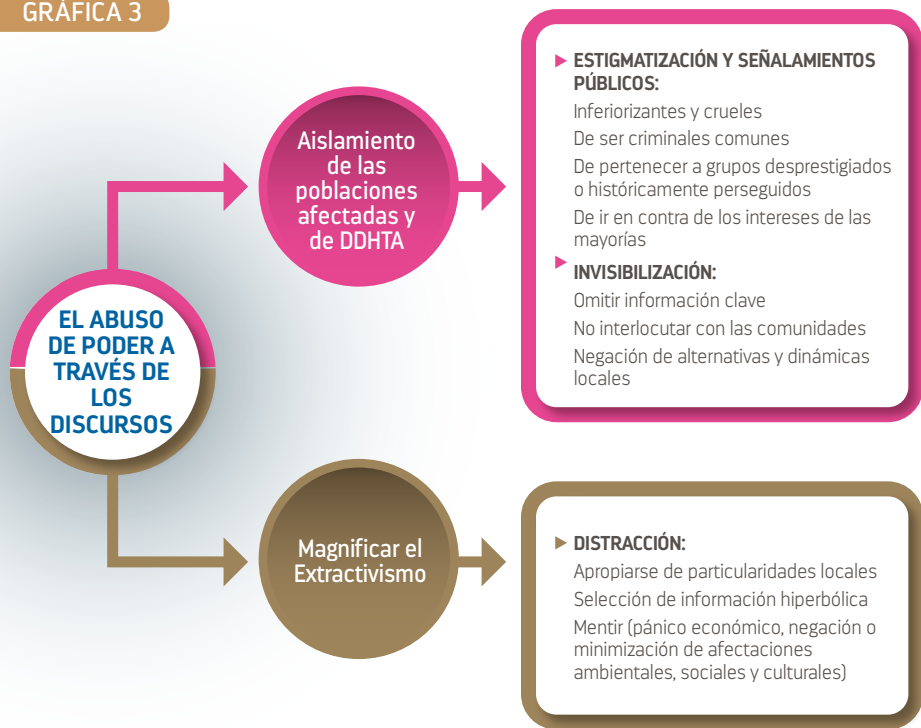 GRÁFICA 3
EL ABUSO
DE PODER A
TRAVÉS DE
LOS
DISCURSOS
Aislamiento
de las
poblaciones
afectadas y
de DDHTA
ESTIGMATIZACIÓN Y SEÑALAMIENTOS
PÚBLICOS:
Inferiorizantes y crueles
De ser criminales comunes
De pertenecer a grupos desprestigiados
o históricamente perseguidos
De ir en contra de los intereses de las
mayorías
INVISIBILIZACIÓN:
Omitir información clave
No interlocutar con las comunidades
Negación de alternativas y dinámicas
locales
Magnificar el
Extractivismo
DISTRACCIÓN:
Apropiarse de particularidades locales
Selección de información hiperbólica
Mentir (pánico económico, negación o
minimización de afectaciones
ambientales, sociales y culturales)